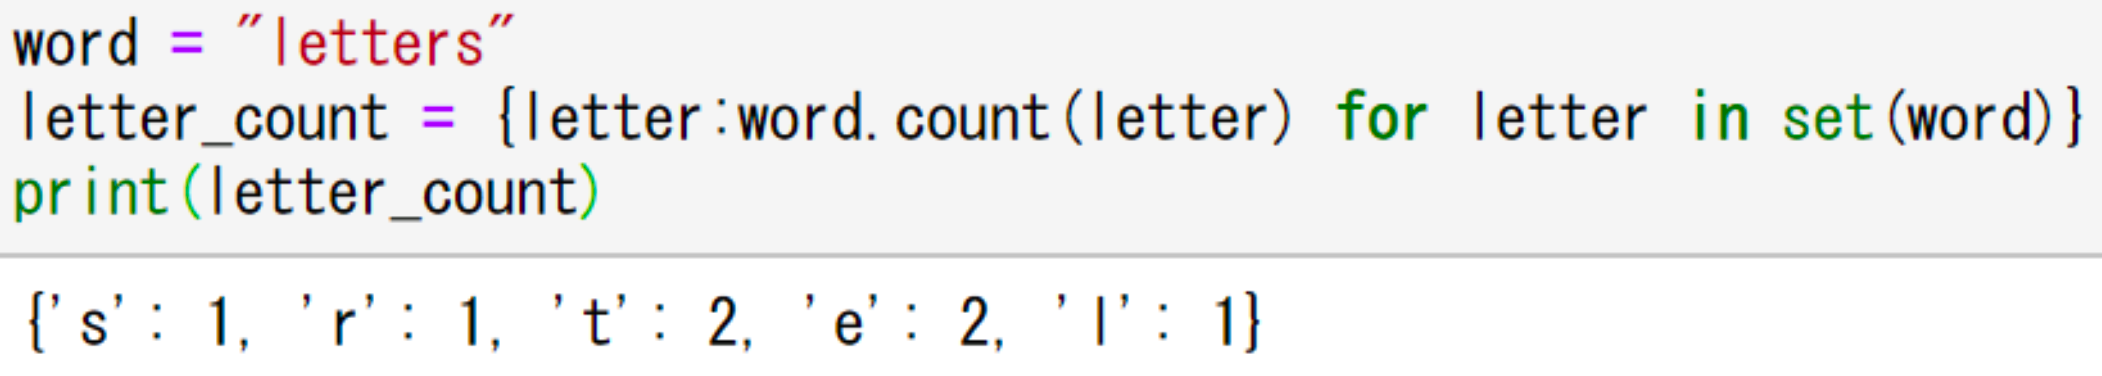 word = "letters"
letter_count = {letter:word.count(letter) for letter in set(word)}
print(letter_count)
{'s': 1, 'r': 1, 't': 2, 'e': 2, 'l': 1}